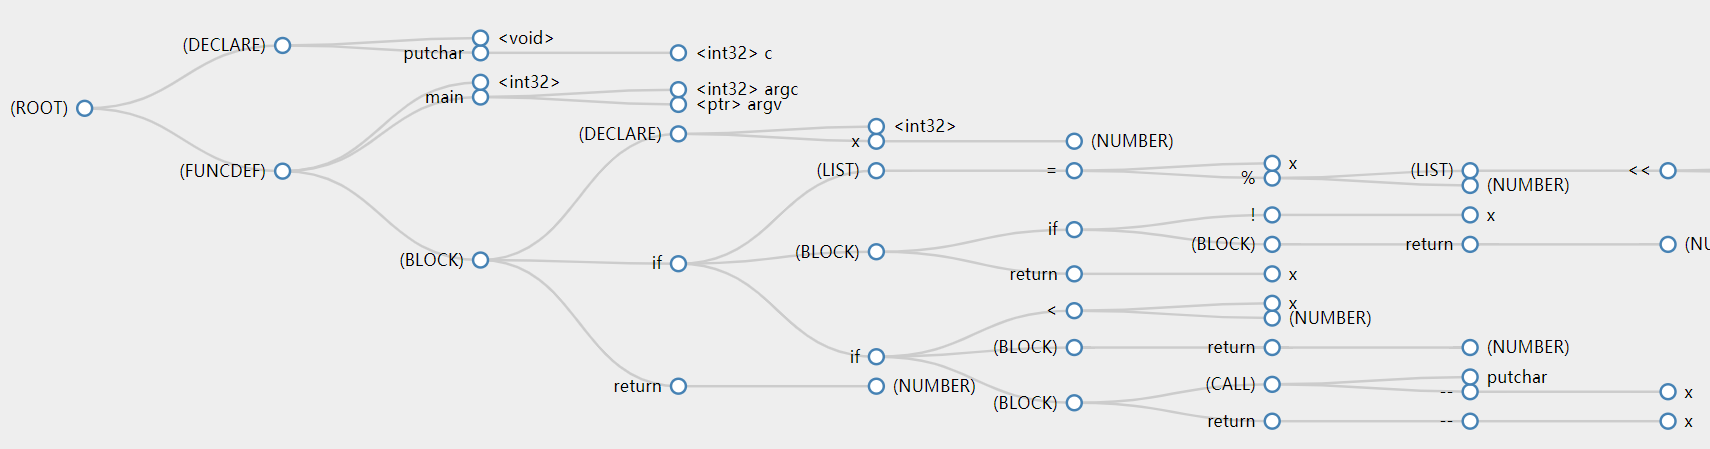 (DECLARE) <void>
putchar <int32> c
<int32>
main <int32> argc
<ptr> argv
(ROOT)
(DECLARE) <int32>
x (NUMBER)
(FUNCDEF) (LIST) = x
% (LIST) <<
(NUMBER)
if ! x
(BLOCK) (BLOCK) return (NU
(BLOCK) if return x
< x
(NUMBER)
if (BLOCK) return (NUMBER)
return (NUMBER) (CALL) putchar
-- x
(BLOCK)
return -- x